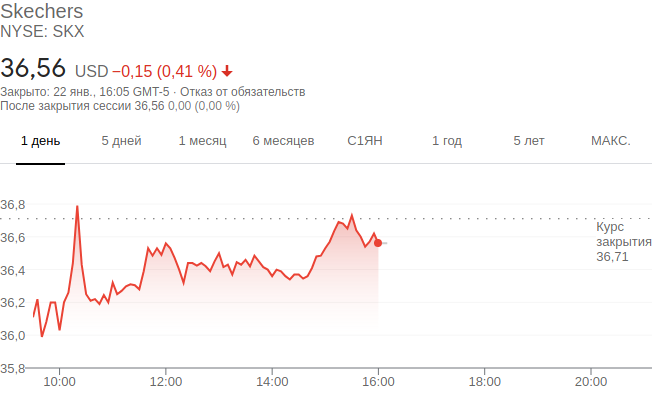 Skechers
NYSE: SKX
36,56 USD −0,15 (0,41 %)
Закрыто: 22 янв., 16:05 GMT-5 · Отказ от обязательств
После закрытия сессии 36,56 0,00 (0,00 %)
1 день 5 дней 1 месяц 6 месяцев С1ЯН 1 год 5 лет МАКС.
36,8
Курс
36,6
закрытия
36,71
36,4
36,2
36,0
35,8
10:00 12:00 14:00 16:00 18:00 20:00